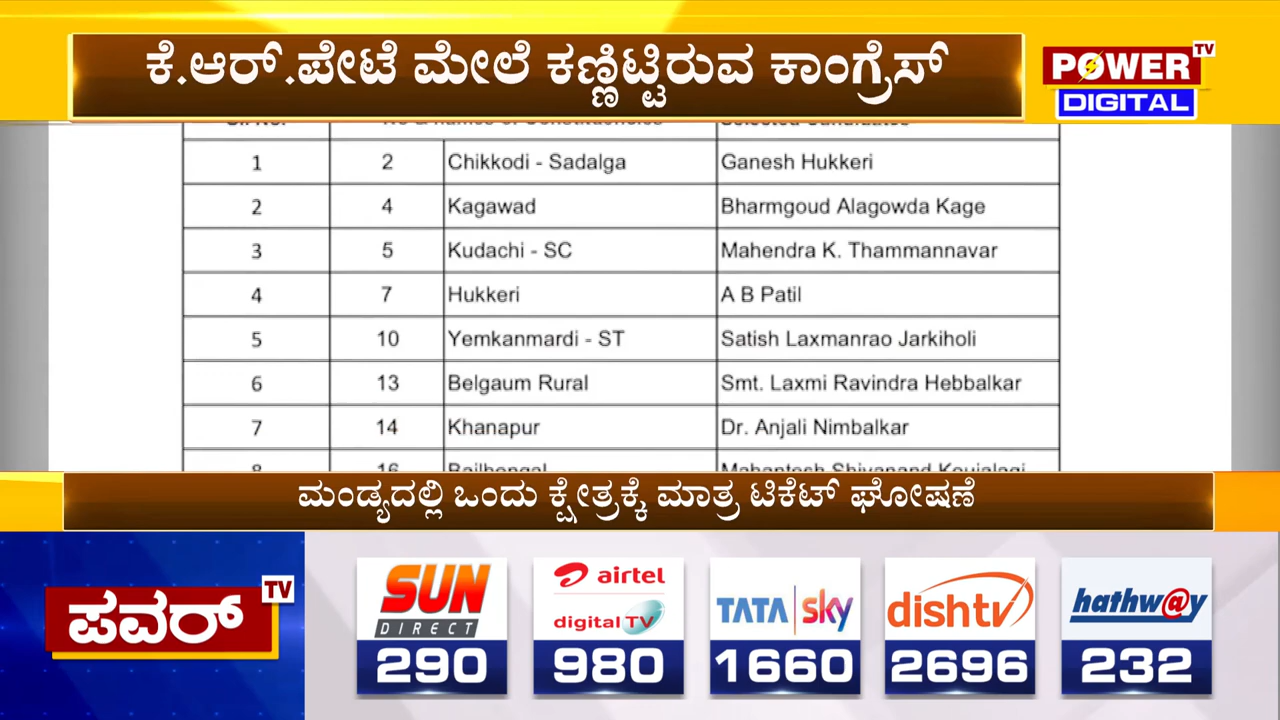 ಕೆ.ಆರ್.ಪೇಟೆ ಮೇಲೆ ಕಣ್ಣಿಟ್ಟಿರುವ ಕಾಂಗ್ರೆಸ್
POWER TV
DIGITAL
1 2 Chikkodi - Sadalga Ganesh Hukkeri
2 4 Kagawad Bharmgoud Alagowda Kage
3 5 Kudachi - SC Mahendra K. Thammannavar
4 7 Hukkeri A B Patil
5 10 Yemkanmardi - ST Satish Laxmanrao Jarkiholi
6 13 Belgaum Rural Smt. Laxmi Ravindra Hebbalkar
7 14 Khanapur Dr. Anjali Nimbalkar
ಮಂಡ್ಯದಲ್ಲಿ ಒಂದು ಕ್ಷೇತ್ರಕ್ಕೆ ಮಾತ್ರ ಟಿಕೆಟ್ ಘೋಷಣೆ
ಪವರ್ TV
SUN DIRECT 290
airtel digital TV 980
TATA sky 1660
dishtv 2696
hathw@y 232